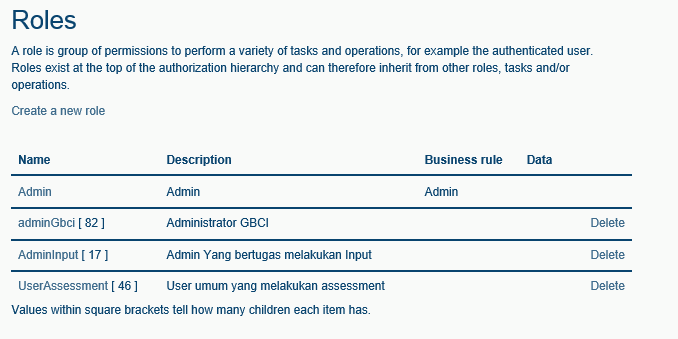 Roles
A role is group of permissions to perform a variety of tasks and operations, for example the authenticated user.
Roles exist at the top of the authorization hierarchy and can therefore inherit from other roles, tasks and/or
operations.
Create a new role
Name Description Business rule Data
Admin Admin Admin
adminGbci [ 82 ] Administrator GBCI Delete
AdminInput [ 17 ] Admin Yang bertugas melakukan Input Delete
UserAssessment [ 46 ] User umum yang melakukan assessment Delete
Values within square brackets tell how many children each item has.